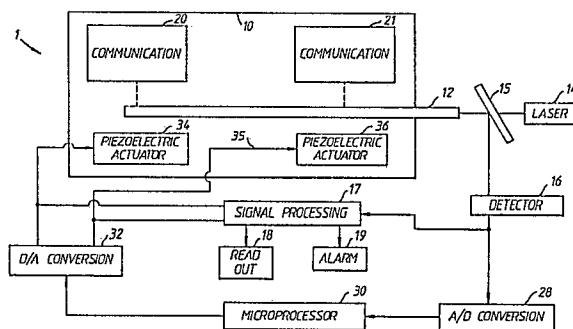 20
10
21
1
COMMUNICATION
COMMUNICATION
15
14
12
LASER
34
35
36
16
PIEZOELECTRIC
ACTUATOR
PIEZOELECTRIC
ACTUATOR
DETECTOR
17
SIGNAL PROCESSING
32
18
19
D/A CONVERSION
READ
OUT
ALARM
30
28
MICROPROCESSOR
A/D CONVERSION